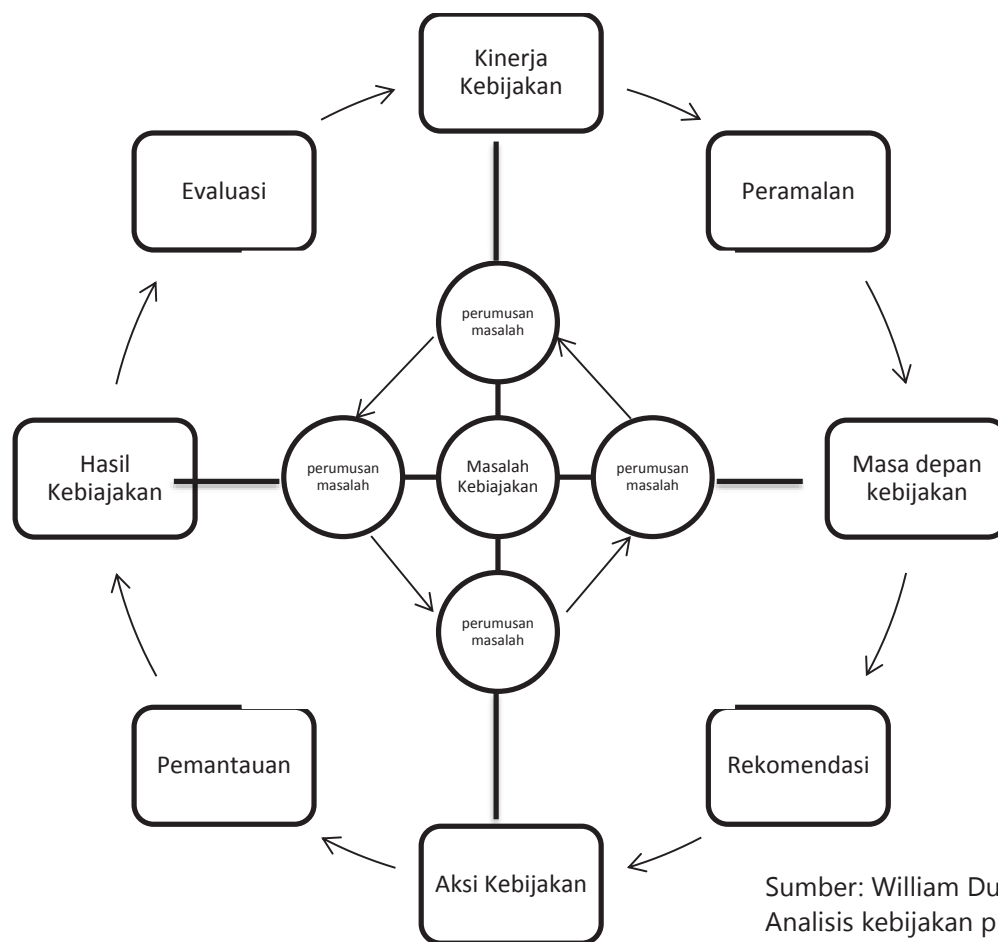 Kinerja
Kebijakan
Evaluasi
Peramalan
perumusan
masalah
Hasil
Kebiajakan
perumusan
masalah
Masalah
Kebiajakan
perumusan
masalah
Masa depan
kebijakan
perumusan
masalah
Pemantauan
Rekomendasi
Aksi Kebijakan
Sumber: William Du
Analisis kebijakan p